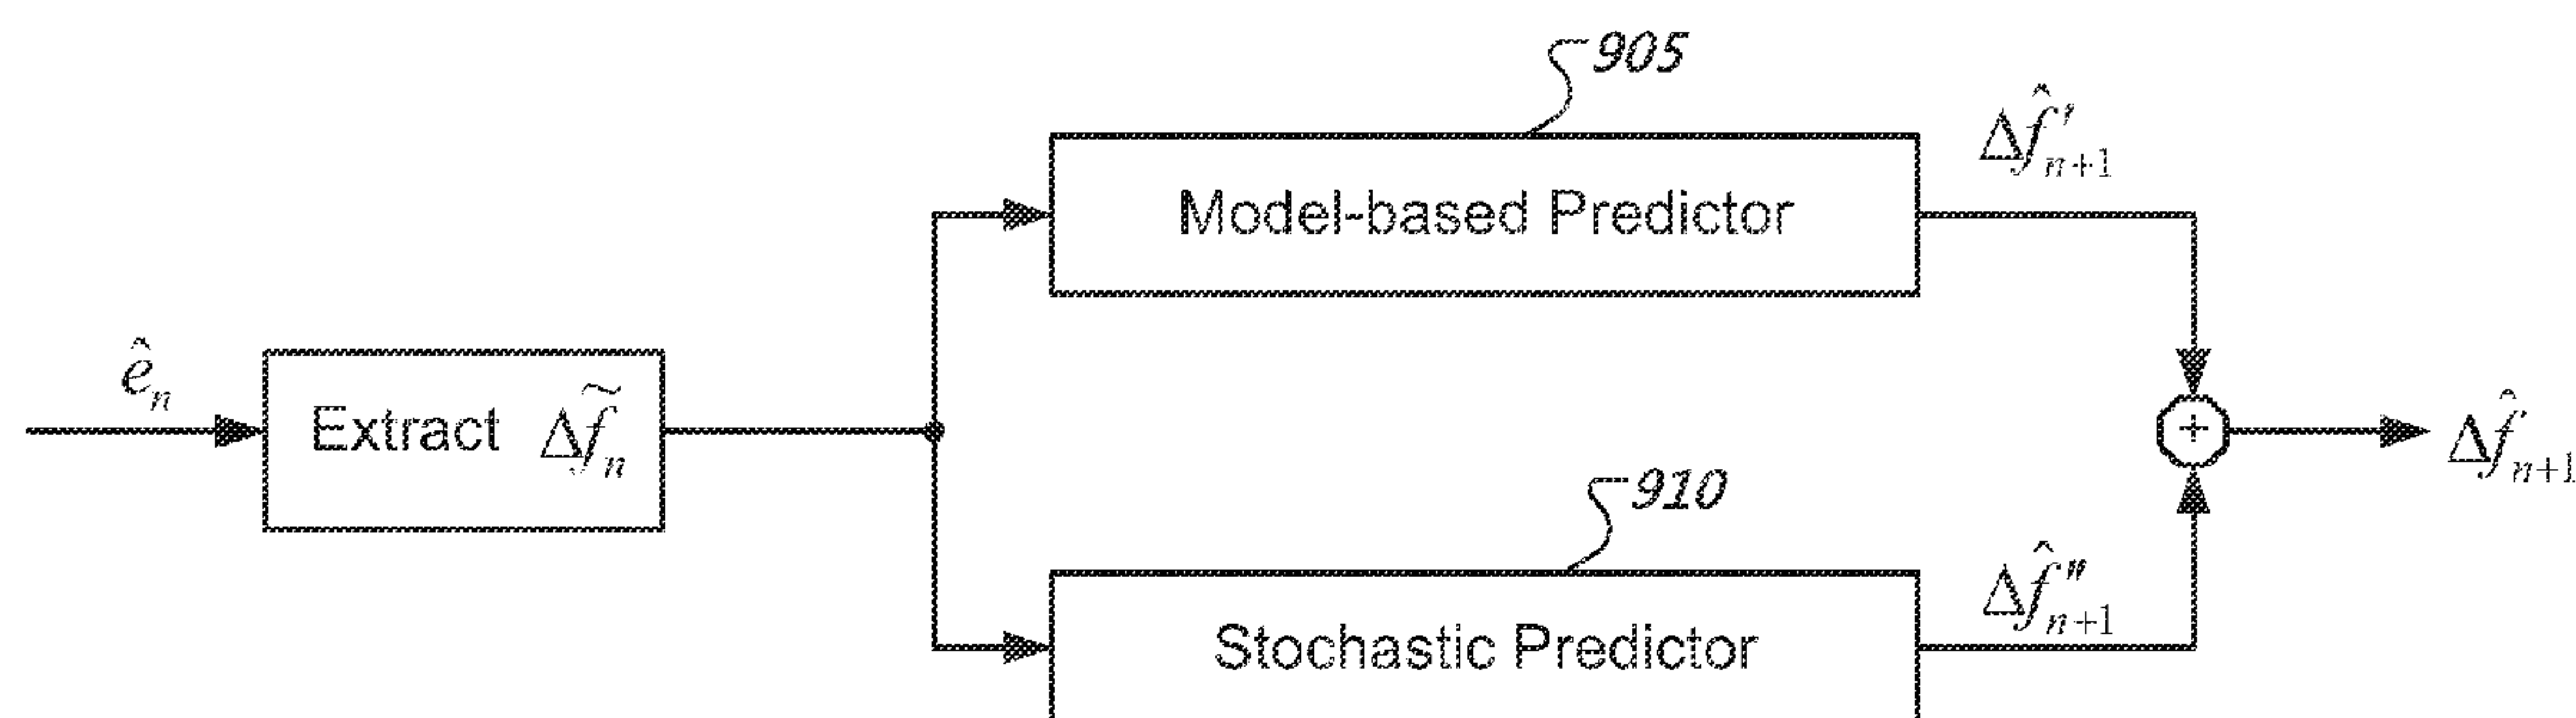 905
Δf̂′ₙ₊₁
Model-based Predictor
êₙ
Extract Δf̃ₙ
+
Δf̂ₙ₊₁
910
Δf̂″ₙ₊₁
Stochastic Predictor